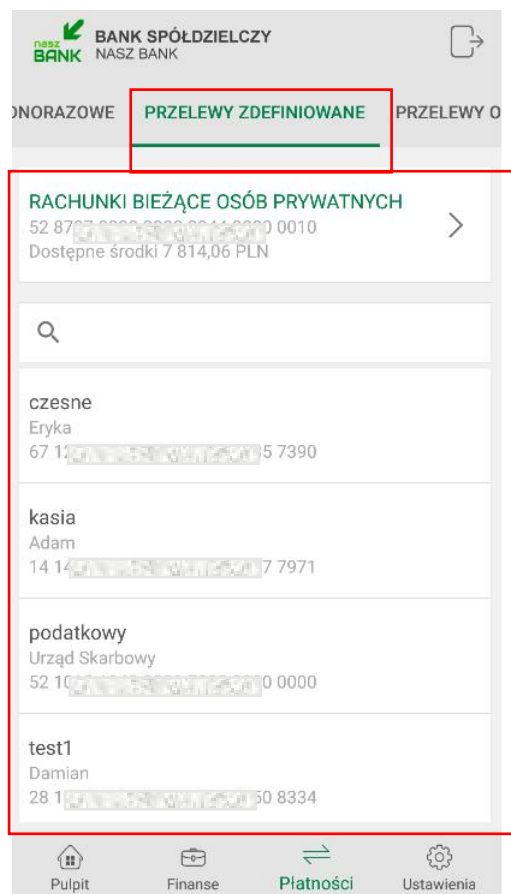 nasz BANK BANK SPÓŁDZIELCZY
NASZ BANK
DNORAZOWE PRZELEWY ZDEFINIOWANE PRZELEWY O
RACHUNKI BIEŻĄCE OSÓB PRYWATNYCH
52 87 0010
Dostępne środki 7 814,06 PLN
czesne
Eryka
67 5 7390
kasia
Adam
14 7 7971
podatkowy
Urząd Skarbowy
52 0 0000
test1
Damian
28 8334
Pulpit Finanse Płatności Ustawienia